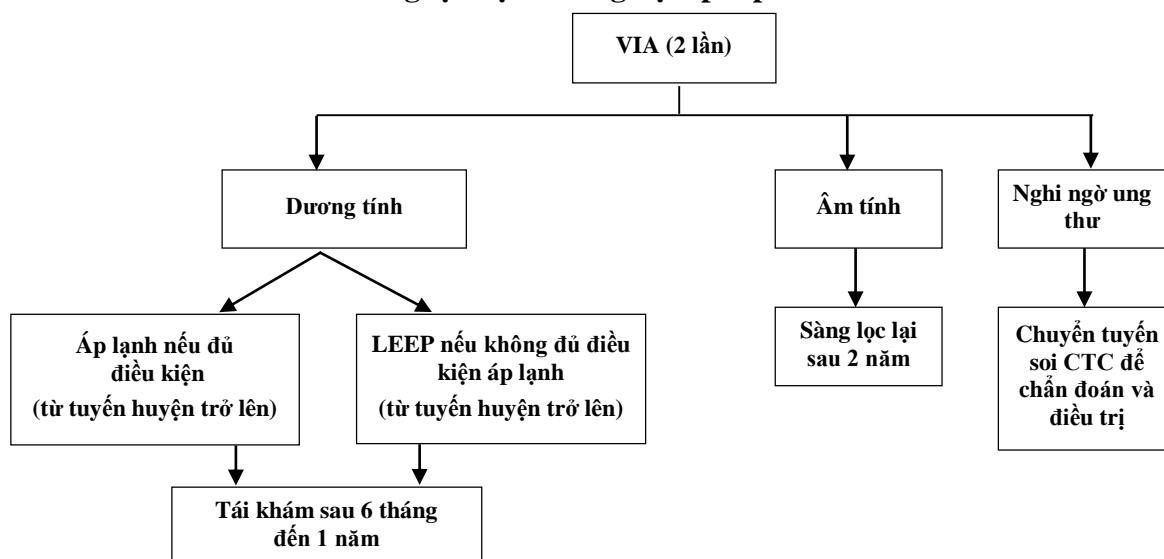 VIA (2 lần)
Dương tính
Âm tính
Nghi ngờ ung
thư
Áp lạnh nếu đủ
điều kiện
(từ tuyến huyện trở lên)
LEEP nếu không đủ điều
kiện áp lạnh
(từ tuyến huyện trở lên)
Sàng lọc lại
sau 2 năm
Chuyển tuyến
soi CTC để
chẩn đoán và
điều trị
Tái khám sau 6 tháng
đến 1 năm